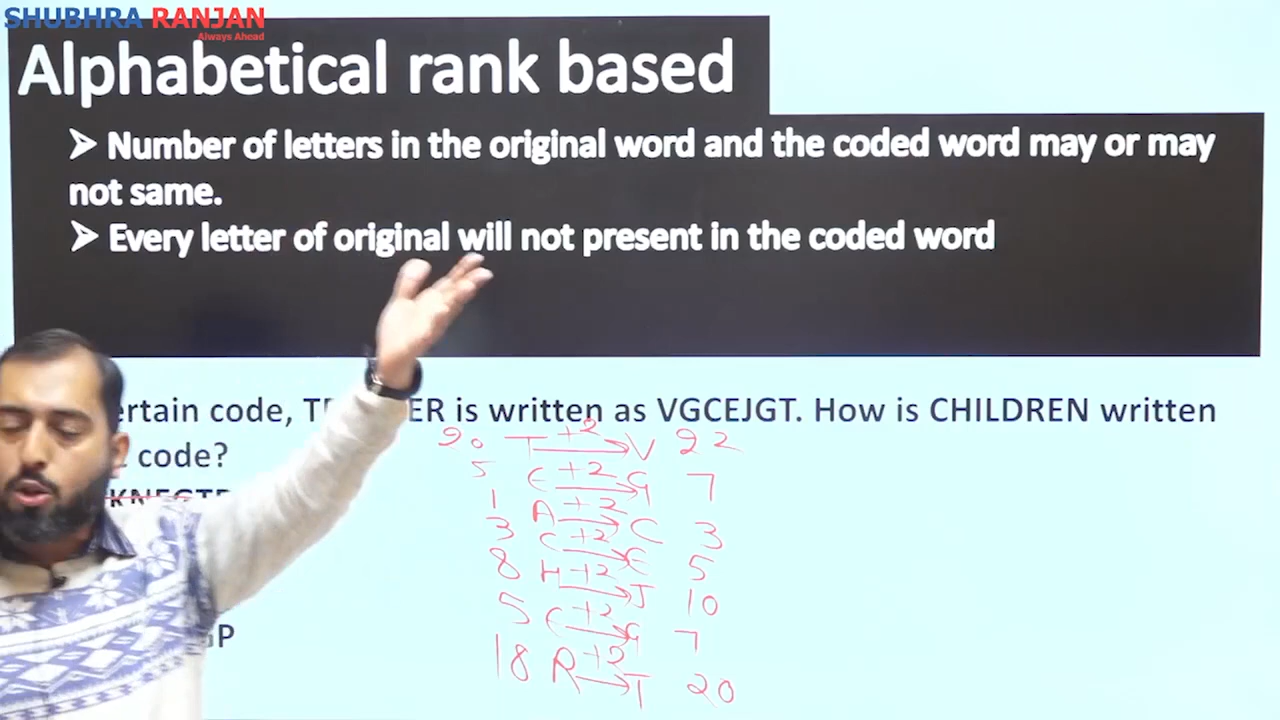 SHUBHRA RANJAN
Always Ahead
Alphabetical rank based
➢ Number of letters in the original word and the coded word may or may
not same.
➢ Every letter of original will not present in the coded word
ertain code, T ER is written as VGCEJGT. How is CHILDREN written
code?
20 T +2 V 22
5 E +2 G 7
1 A +2 C 3
3 C +2 E 5
8 H +2 J 10
5 E +2 G 7
18 R +2 T 20
P